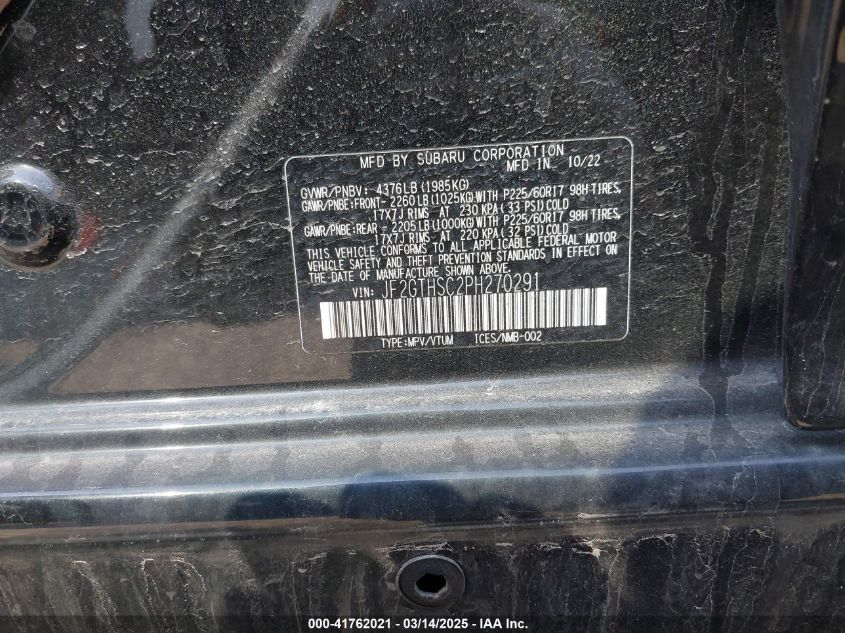 MFD BY SUBARU CORPORATION
MFD IN 10/22
GVWR/PNBV: 4376LB(1985KG)
GAWR/PNBE:FRONT-2260LB(1025KG)WITH P225/60R17 98HTIRES,
17X7J RIMS AT 230 KPA(33 PSI)COLD
GAWR/PNBE:REAR -2205LB(1000KG)WITH P225/60R17 98HTIRES,
17X7J RIMS AT 220 KPA(32 PSI)COLD
THIS VEHICLE CONFORMS TO ALL APPLICABLE FEDERAL MOTOR
VEHICLE SAFETY AND THEFT PREVENTION STANDARDS IN EFFECT ON
THE DATE OF MANUFACTURE SHOWN ABOVE.
VIN: JF2GTHSC2PH270291
TYPE:MPV/VTUM ICES/NMB-002
000-41762021 - 03/14/2025 - IAA Inc.